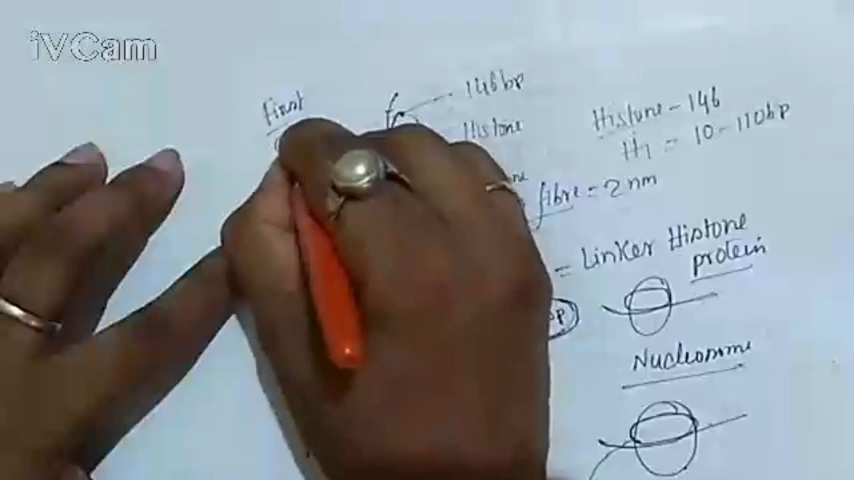 iVCam
First
146bp
Histone
Histone - 146
H1 = 10 - 110bp
fibre = 2nm
= Linker Histone
protein
Nucleosome